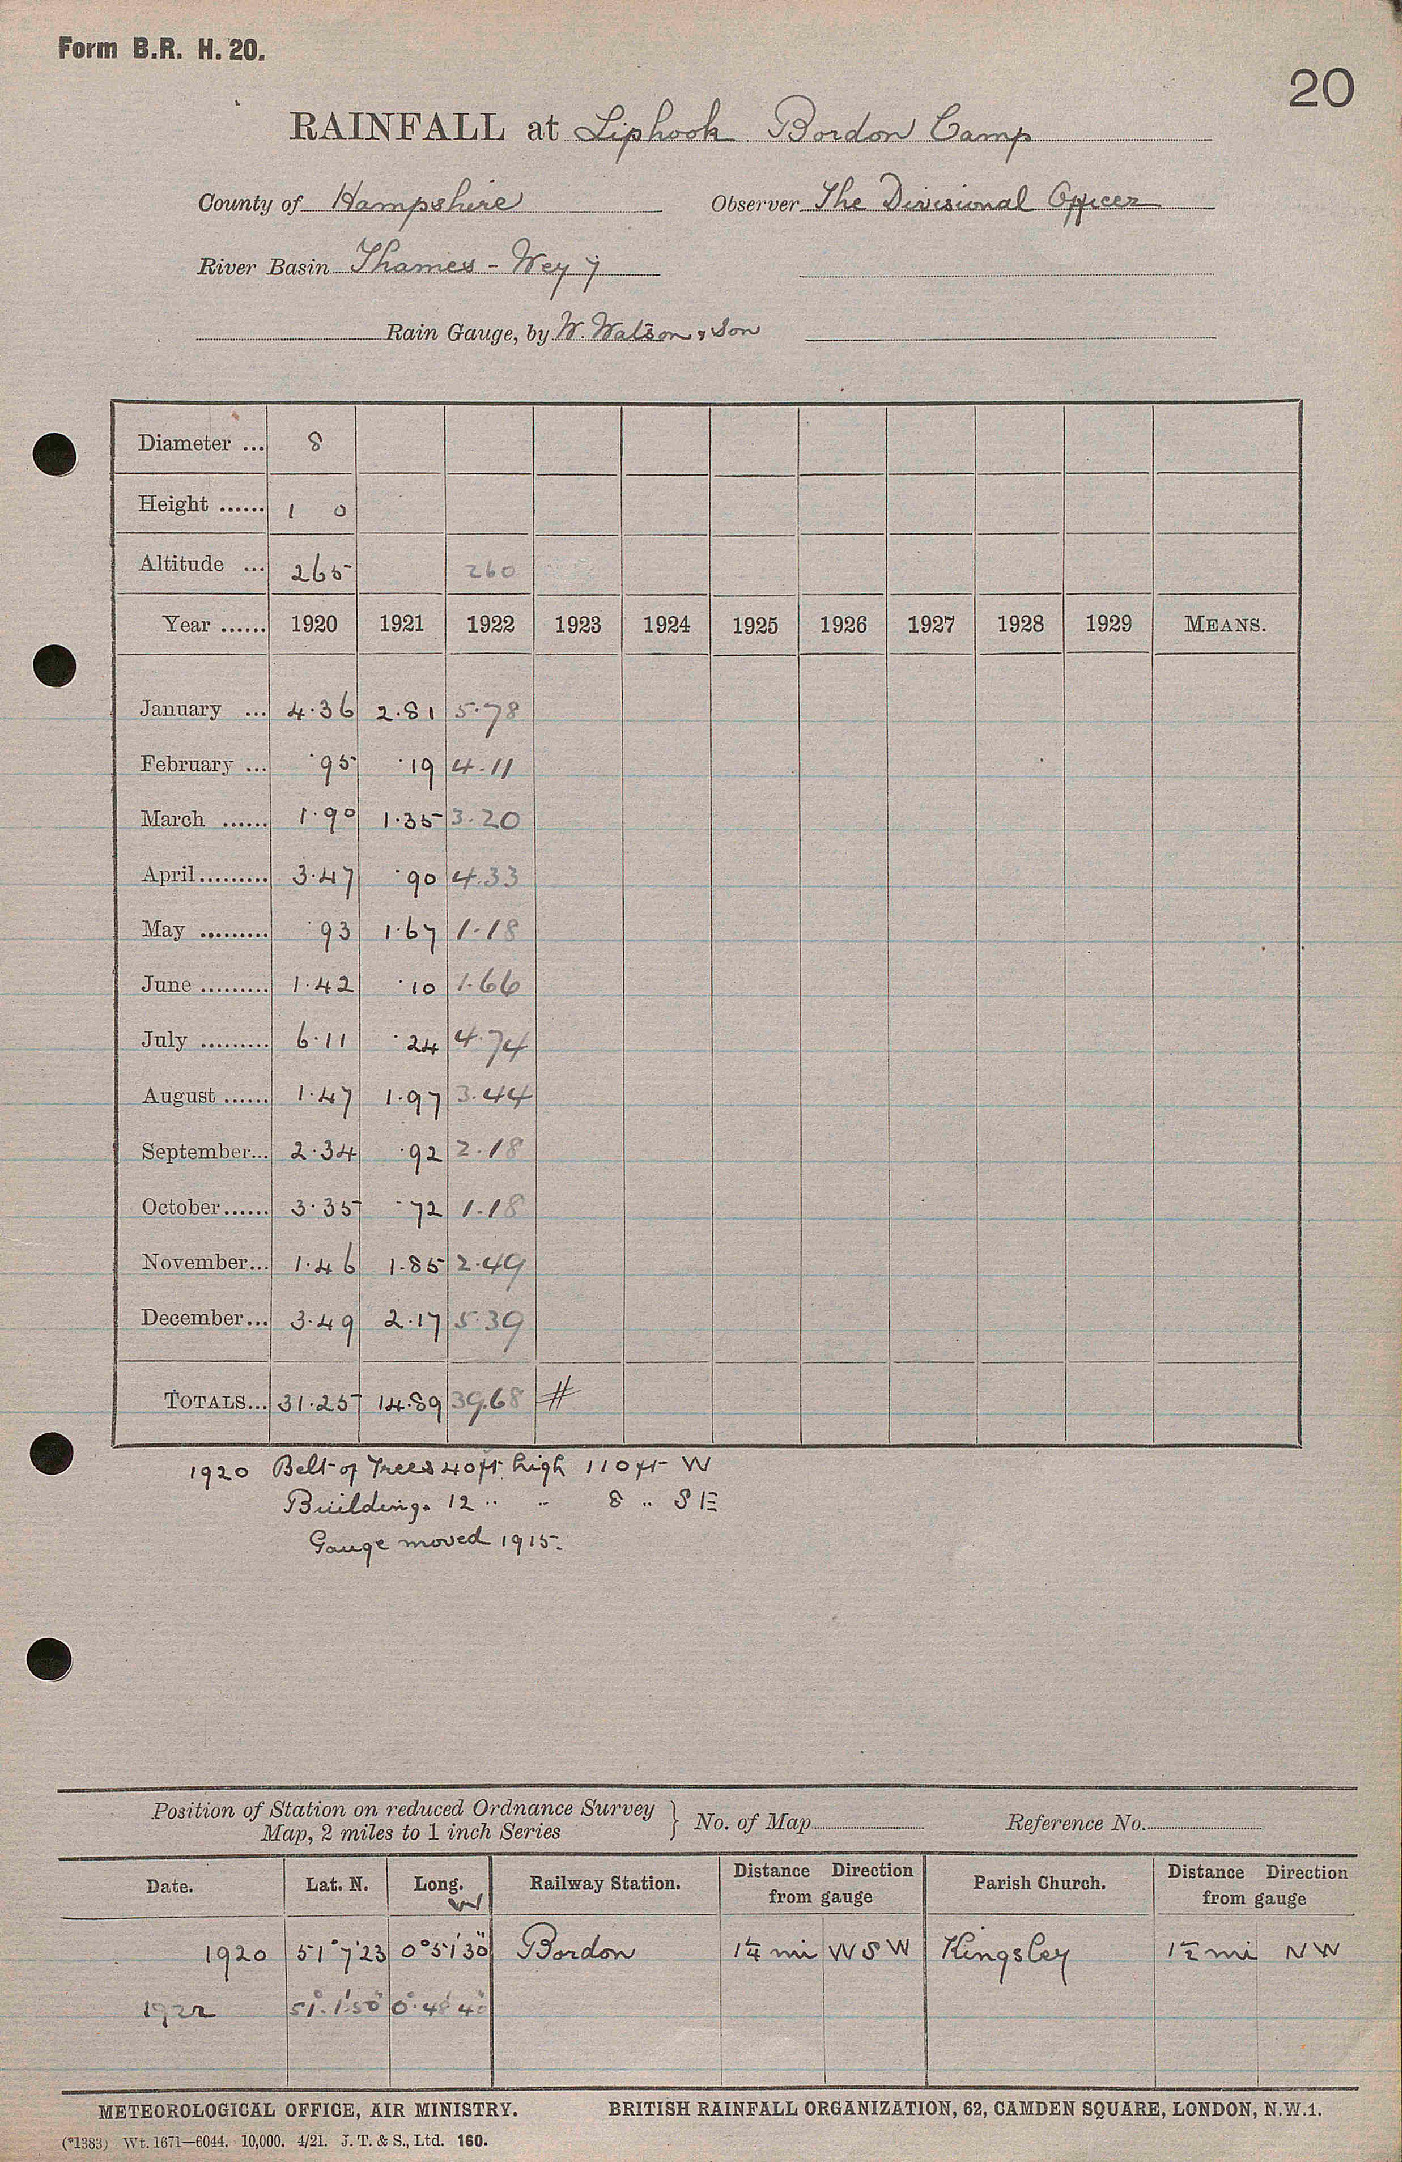 Form B.R. H. 20.
20
RAINFALL at Liphook Bordon Camp
County of Hampshire Observer The Divisional Officer
River Basin Thames - Wey
Rain Gauge, by W. Watson & Son
Diameter ... 8
Height ...... 1 0
Altitude ... 265 260
Year ...... 1920 1921 1922 1923 1924 1925 1926 1927 1928 1929 MEANS.
January ... 4.36 2.81 5.78
February ... .95 .19 4.11
March ...... 1.90 1.35 3.20
April......... 3.47 .90 4.33
May ......... .93 1.67 1.18
June ......... 1.42 .10 1.66
July ......... 6.11 .24 4.74
August ...... 1.47 1.97 3.44
September... 2.34 .92 2.18
October...... 3.35 .72 1.18
November... 1.46 1.85 2.49
December... 3.49 2.17 5.39
TOTALS... 31.25 14.89 39.68 #
1920 Belt of Trees 40 ft. high 110 ft W
Building. 12 .. .. 8 .. SE
Gauge moved 1915.
Position of Station on reduced Ordnance Survey
Map, 2 miles to 1 inch Series } No. of Map Reference No.
Date. Lat. N. Long. W Railway Station. Distance Direction from gauge Parish Church. Distance Direction from gauge
1920 51° 7' 23 0° 51' 30" Bordon 1¼ mi WSW Kingsley 1½ mi NW
1922 51° 1' 50" 0° 48' 40"
METEOROLOGICAL OFFICE, AIR MINISTRY. BRITISH RAINFALL ORGANIZATION, 62, CAMDEN SQUARE, LONDON, N.W.1.
(*1383) Wt. 1671—6044. 10,000. 4/21. J. T. & S., Ltd. 160.